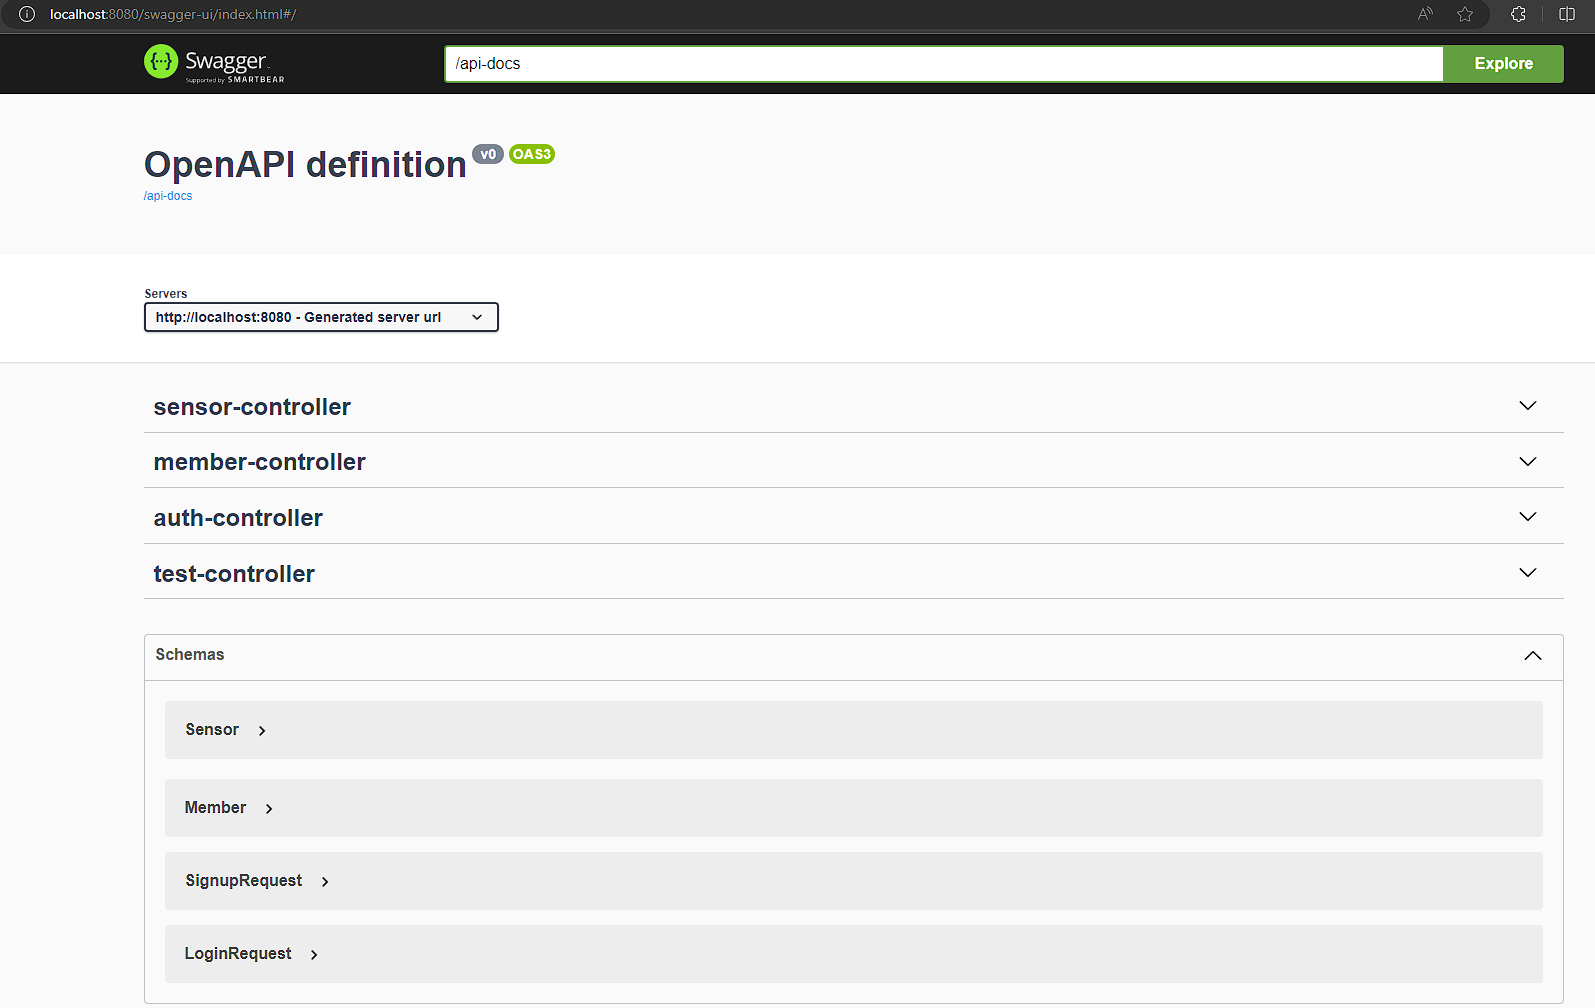 localhost:8080/swagger-ui/index.html#/
Swagger
Supported by SMARTBEAR
/api-docs
Explore
OpenAPI definition v0 OAS3
/api-docs
Servers
http://localhost:8080 - Generated server url
sensor-controller
member-controller
auth-controller
test-controller
Schemas
Sensor
Member
SignupRequest
LoginRequest